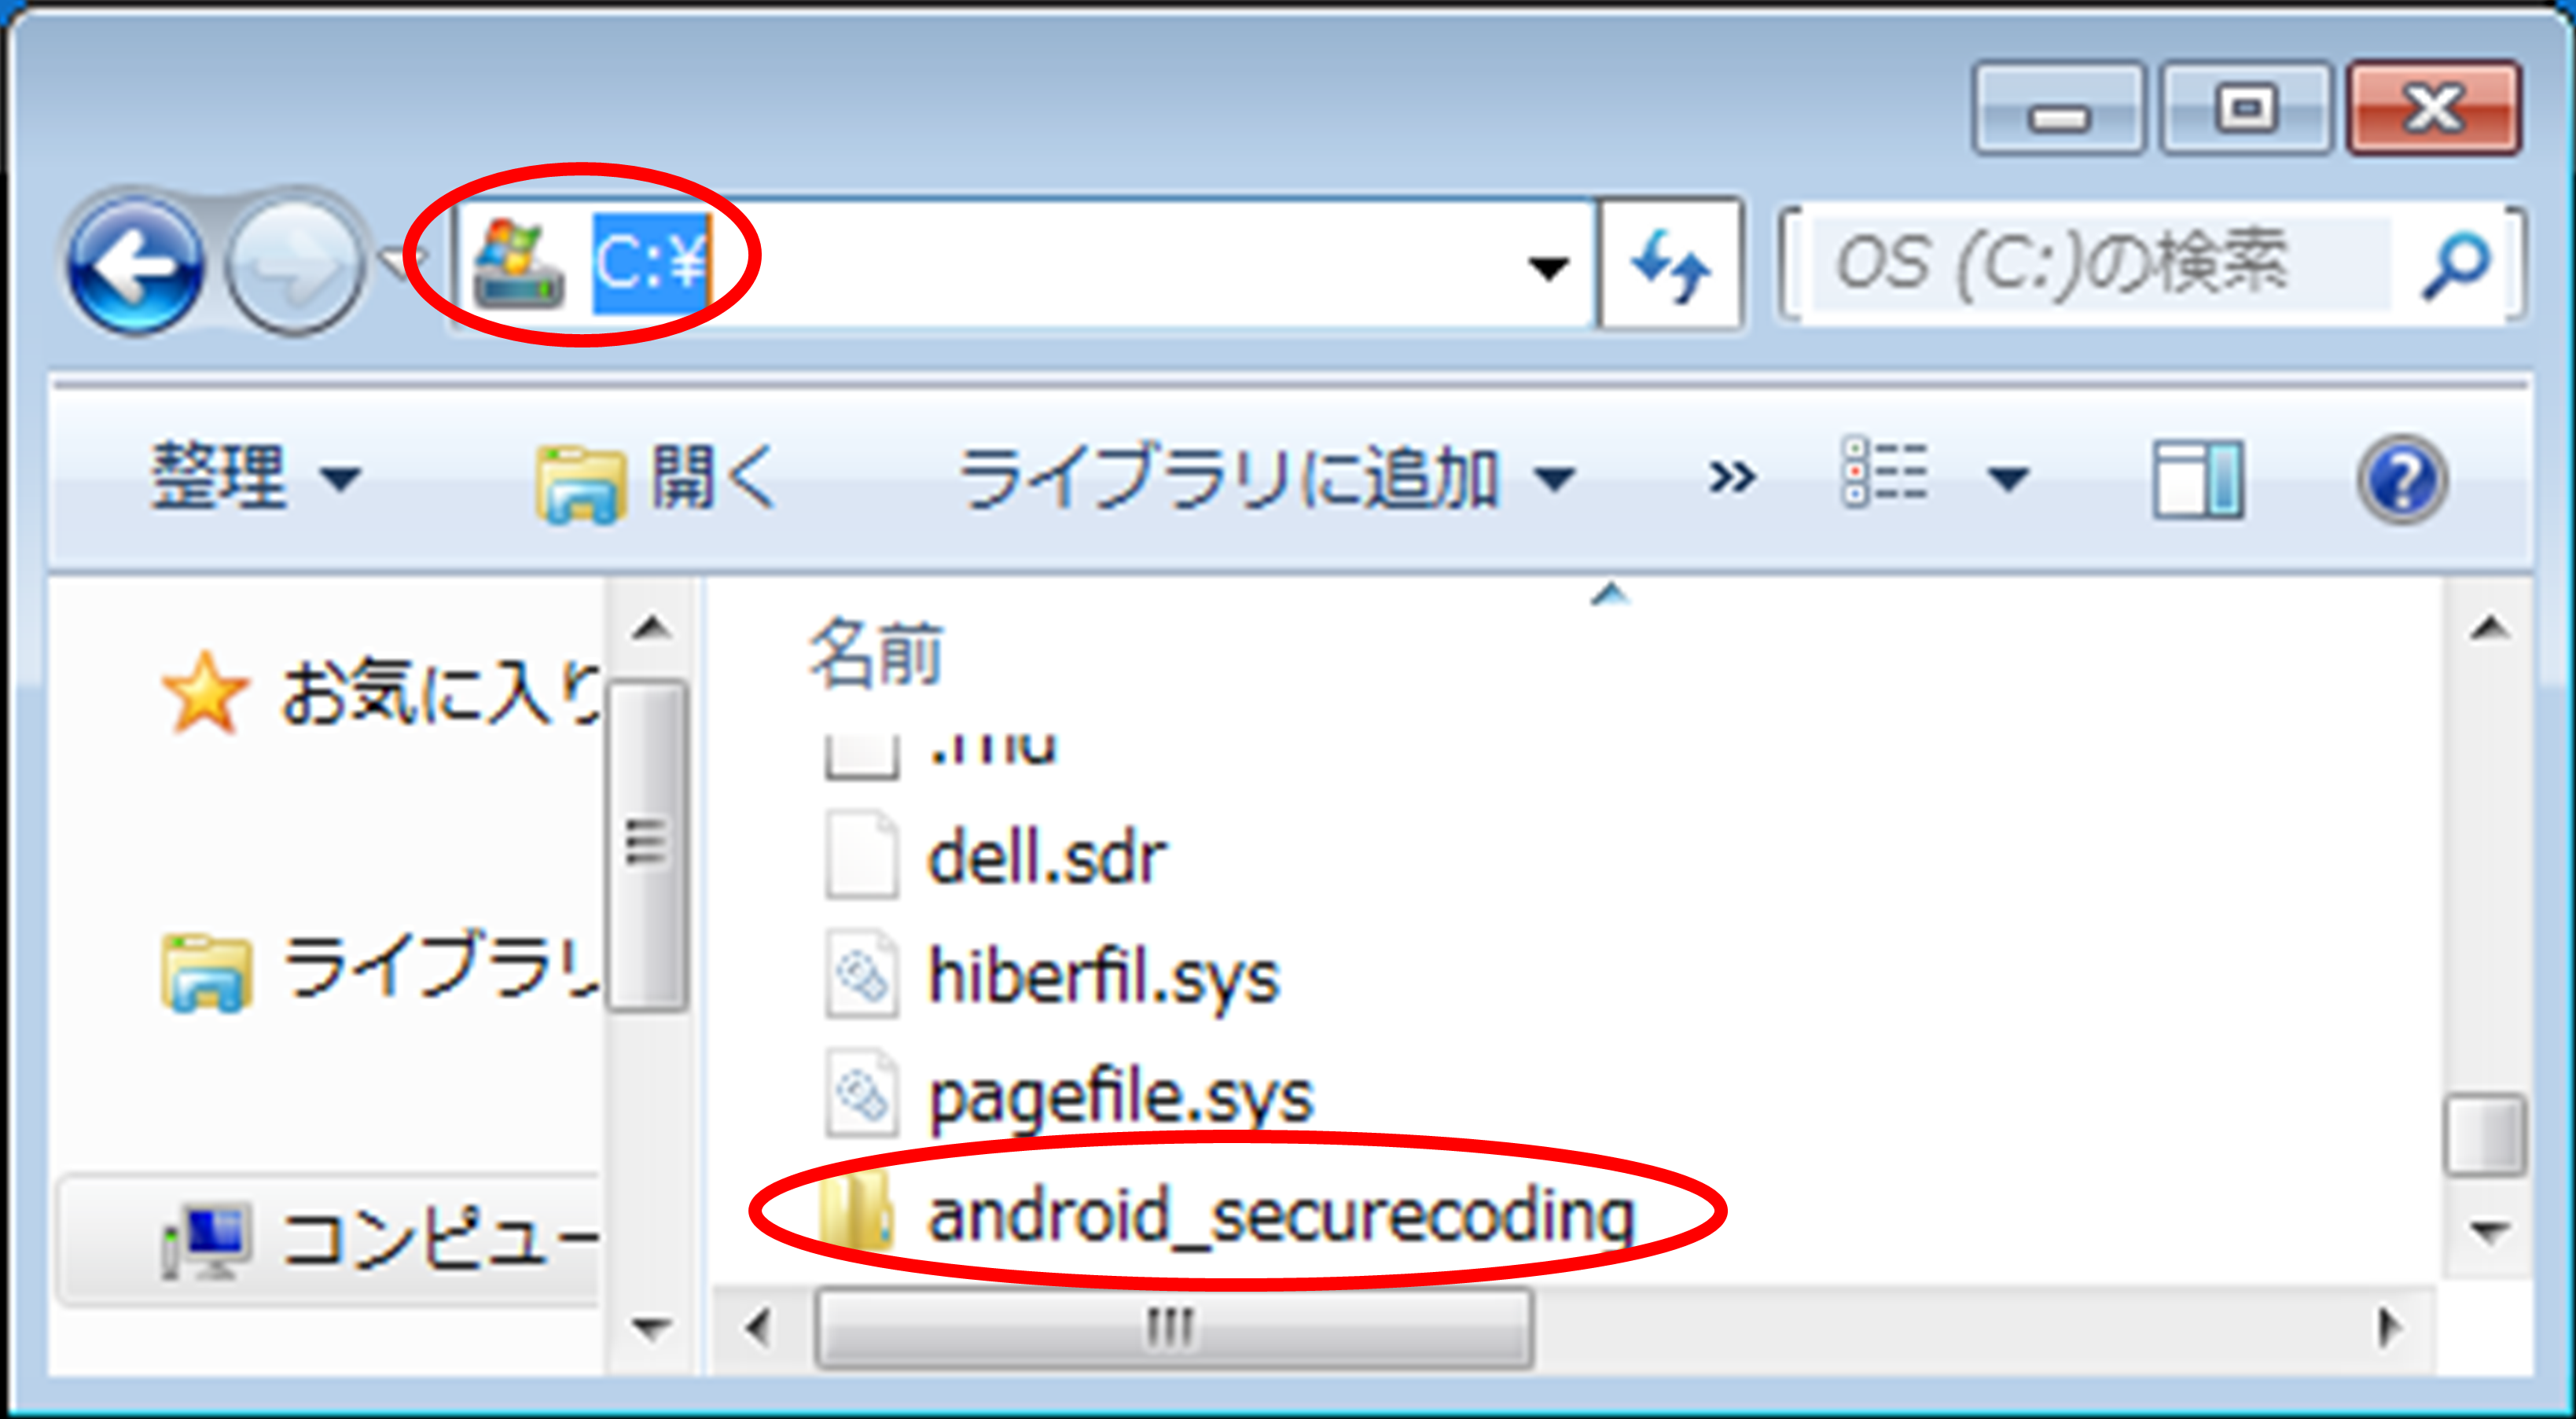 C:¥
OS (C:)の検索
整理
開く
ライブラリに追加
»
名前
お気に入り
dell.sdr
ライブラリ
hiberfil.sys
pagefile.sys
コンピュー
android_securecoding